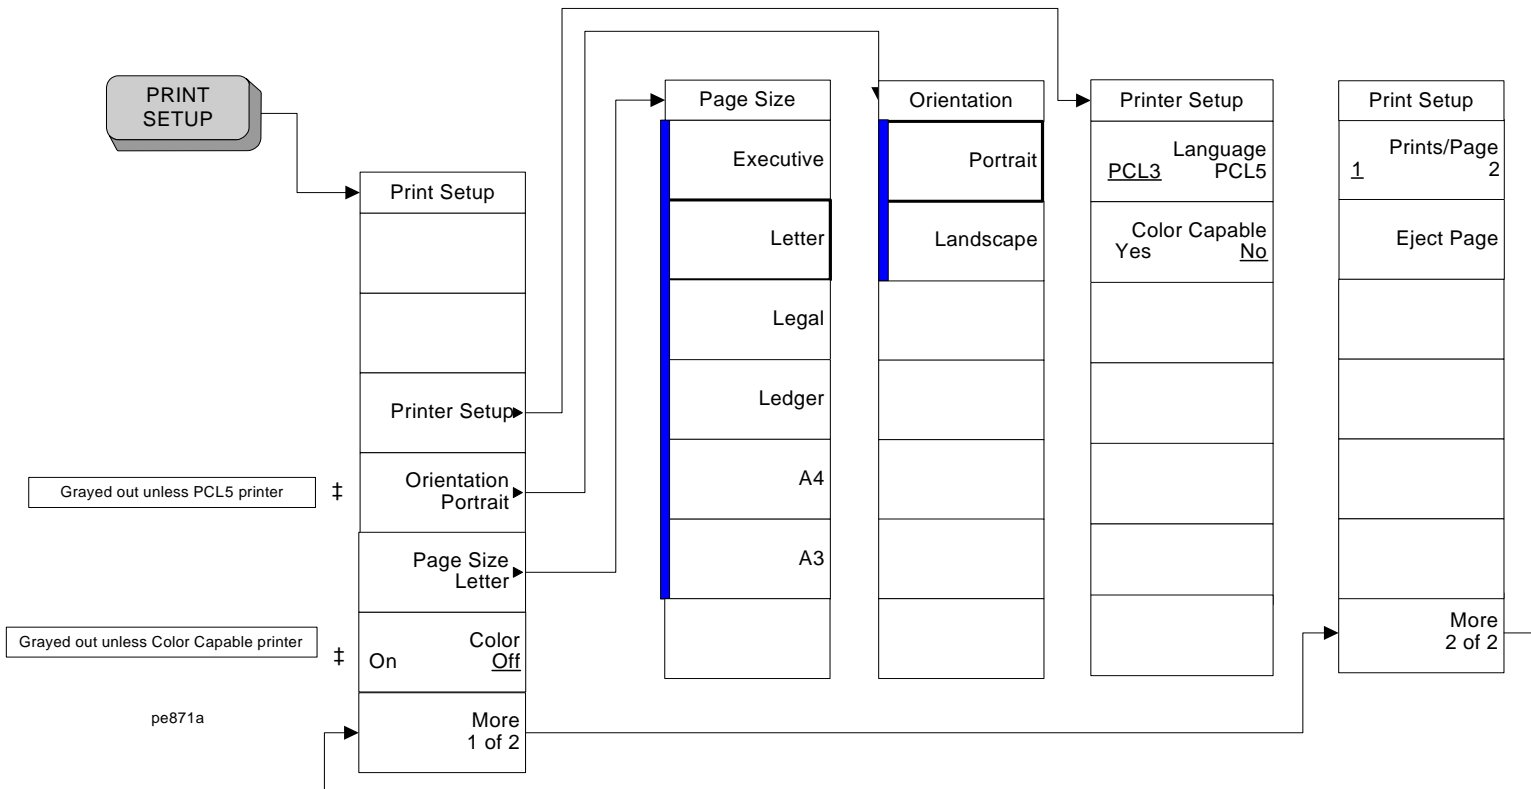 PRINT
SETUP
Print Setup
Printer Setup
Grayed out unless PCL5 printer
‡
Orientation
Portrait
Page Size
Letter
Grayed out unless Color Capable printer
‡
Color
On Off
More
1 of 2
pe871a
Page Size
Executive
Letter
Legal
Ledger
A4
A3
Orientation
Portrait
Landscape
Printer Setup
Language
PCL3 PCL5
Color Capable
Yes No
Print Setup
Prints/Page
1 2
Eject Page
More
2 of 2